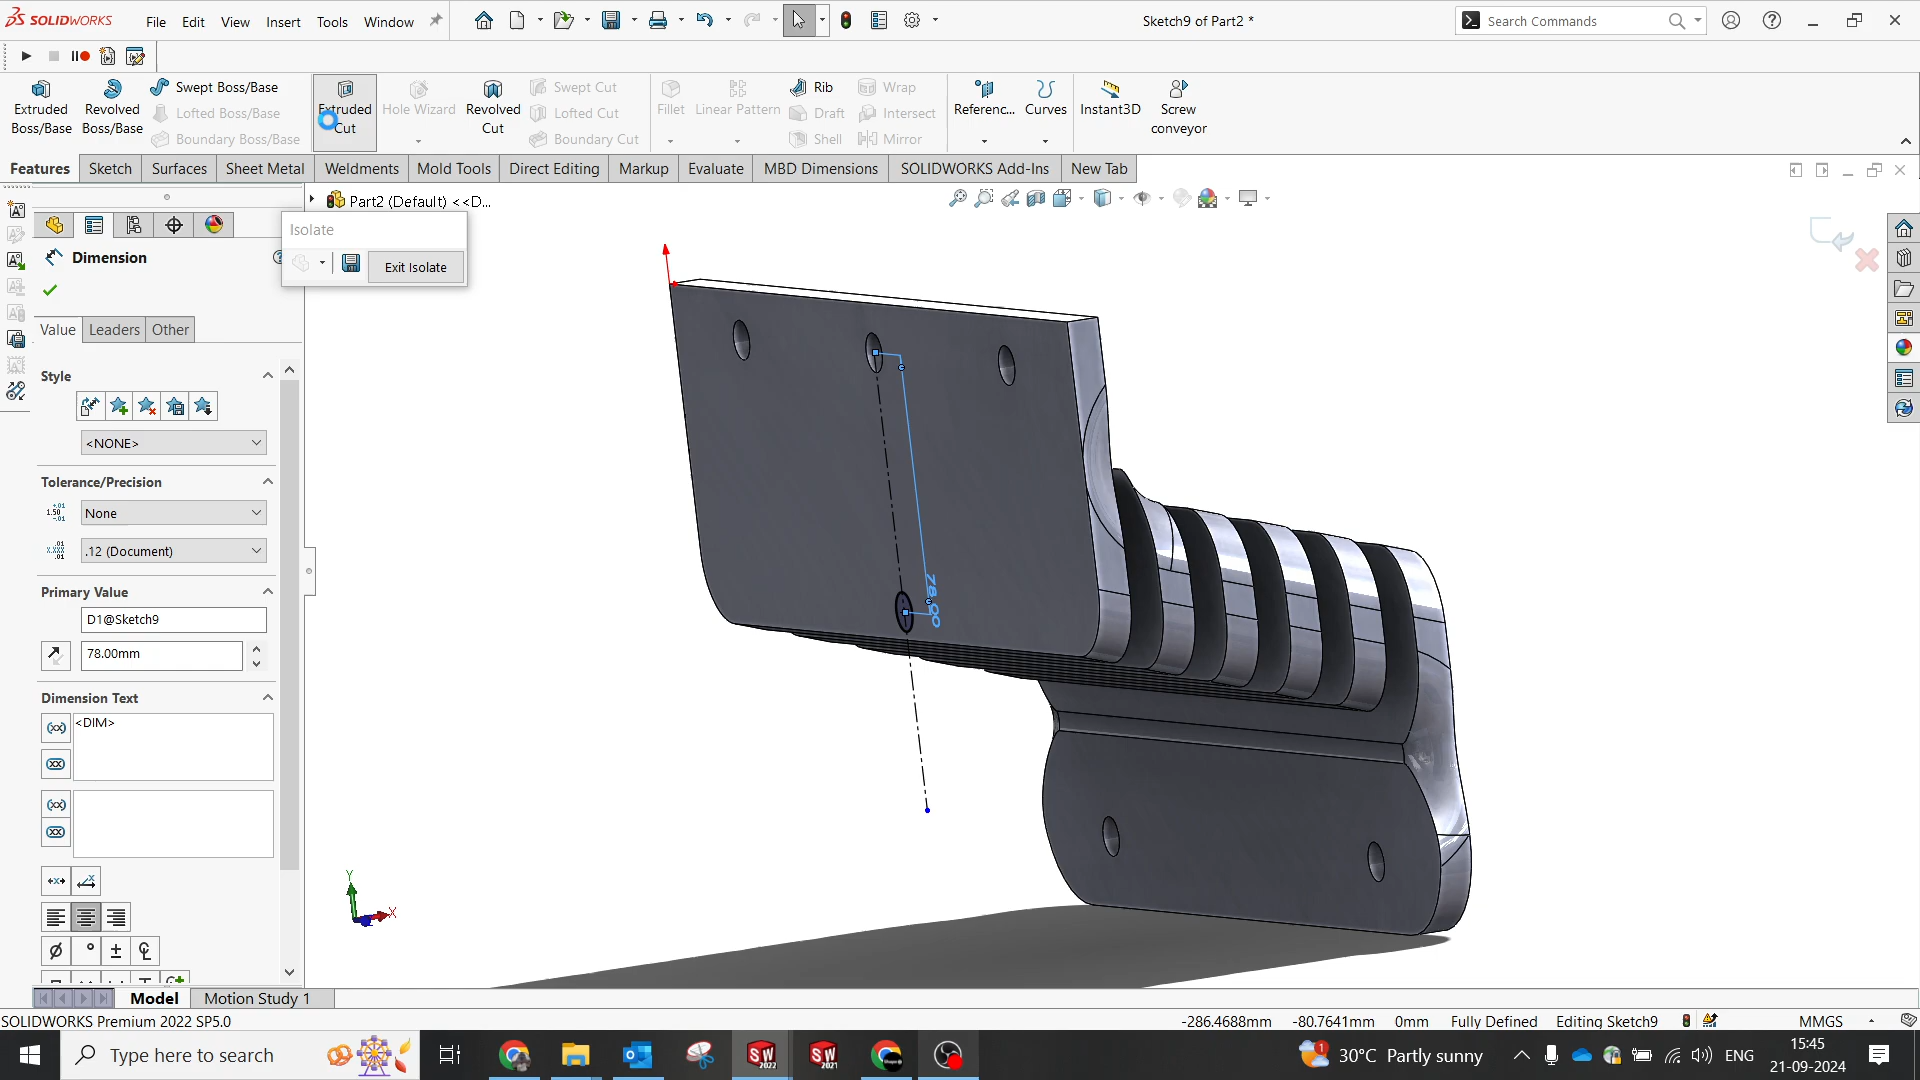 SOLIDWORKS
File Edit View Insert Tools Window
Sketch9 of Part2 *
Search Commands
Extruded Boss/Base
Revolved Boss/Base
Swept Boss/Base
Lofted Boss/Base
Boundary Boss/Base
Extruded Cut
Hole Wizard
Revolved Cut
Swept Cut
Lofted Cut
Boundary Cut
Fillet
Linear Pattern
Rib
Draft
Shell
Wrap
Intersect
Mirror
Referenc...
Curves
Instant3D
Screw conveyor
Features Sketch Surfaces Sheet Metal Weldments Mold Tools Direct Editing Markup Evaluate MBD Dimensions SOLIDWORKS Add-Ins New Tab
Part2 (Default) <<D...
Isolate
Exit Isolate
Dimension
Value Leaders Other
Style
<NONE>
Tolerance/Precision
None
.12 (Document)
Primary Value
D1@Sketch9
78.00mm
Dimension Text
<DIM>
78.00
Y
X
Model Motion Study 1
SOLIDWORKS Premium 2022 SP5.0
-286.4688mm -80.7641mm 0mm Fully Defined Editing Sketch9 MMGS
Type here to search
30°C Partly sunny
ENG
15:45
21-09-2024